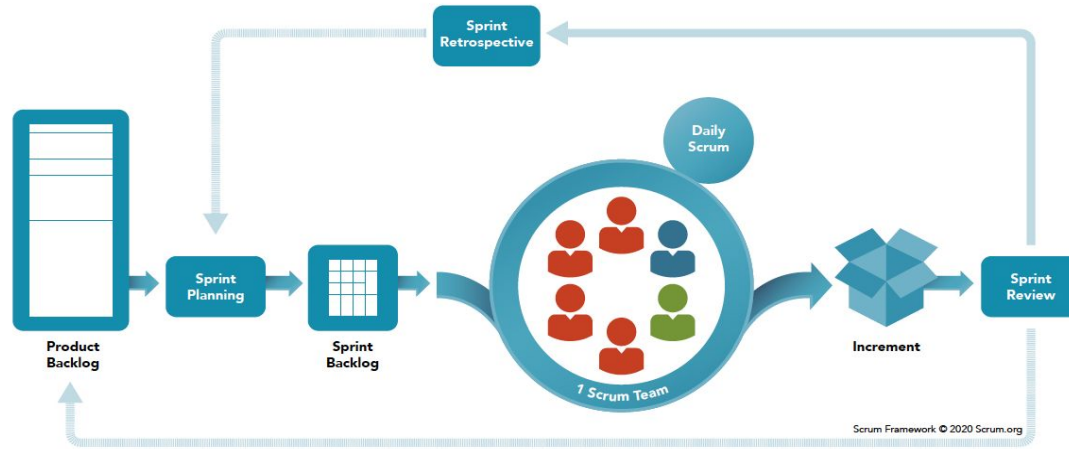 Sprint
Retrospective
Daily
Scrum
Sprint
Planning
Sprint
Review
Product
Backlog
Sprint
Backlog
1 Scrum Team
Increment
Scrum Framework © 2020 Scrum.org